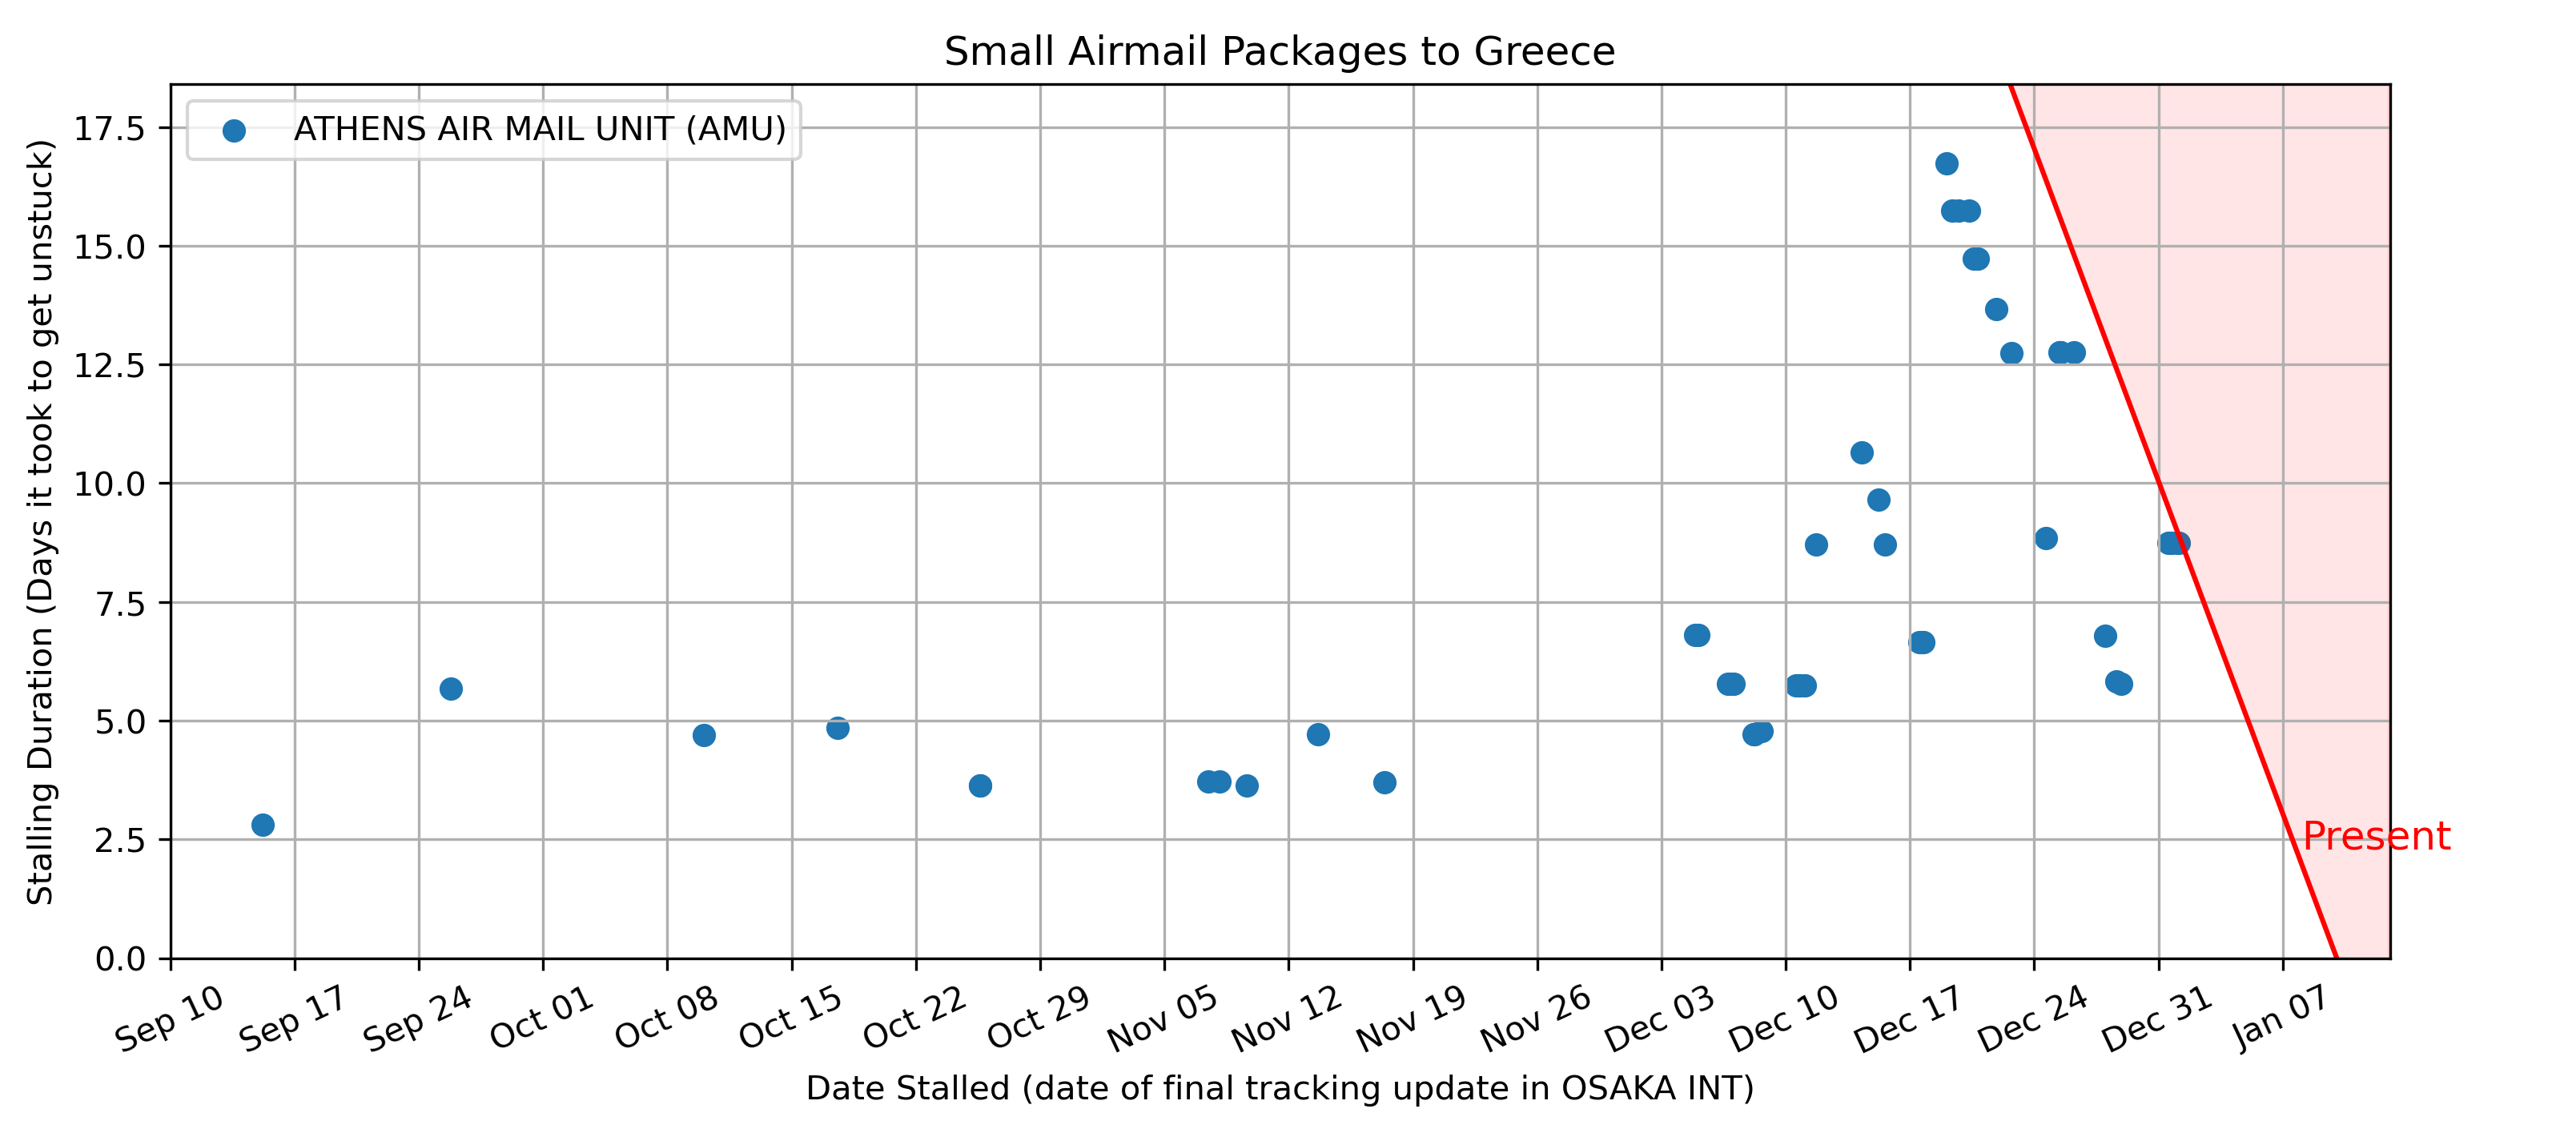 Small Airmail Packages to Greece
ATHENS AIR MAIL UNIT (AMU)
Stalling Duration (Days it took to get unstuck)
17.5
15.0
12.5
10.0
7.5
5.0
2.5
0.0
Present
Sep 10
Sep 17
Sep 24
Oct 01
Oct 08
Oct 15
Oct 22
Oct 29
Nov 05
Nov 12
Nov 19
Nov 26
Dec 03
Dec 10
Dec 17
Dec 24
Dec 31
Jan 07
Date Stalled (date of final tracking update in OSAKA INT)